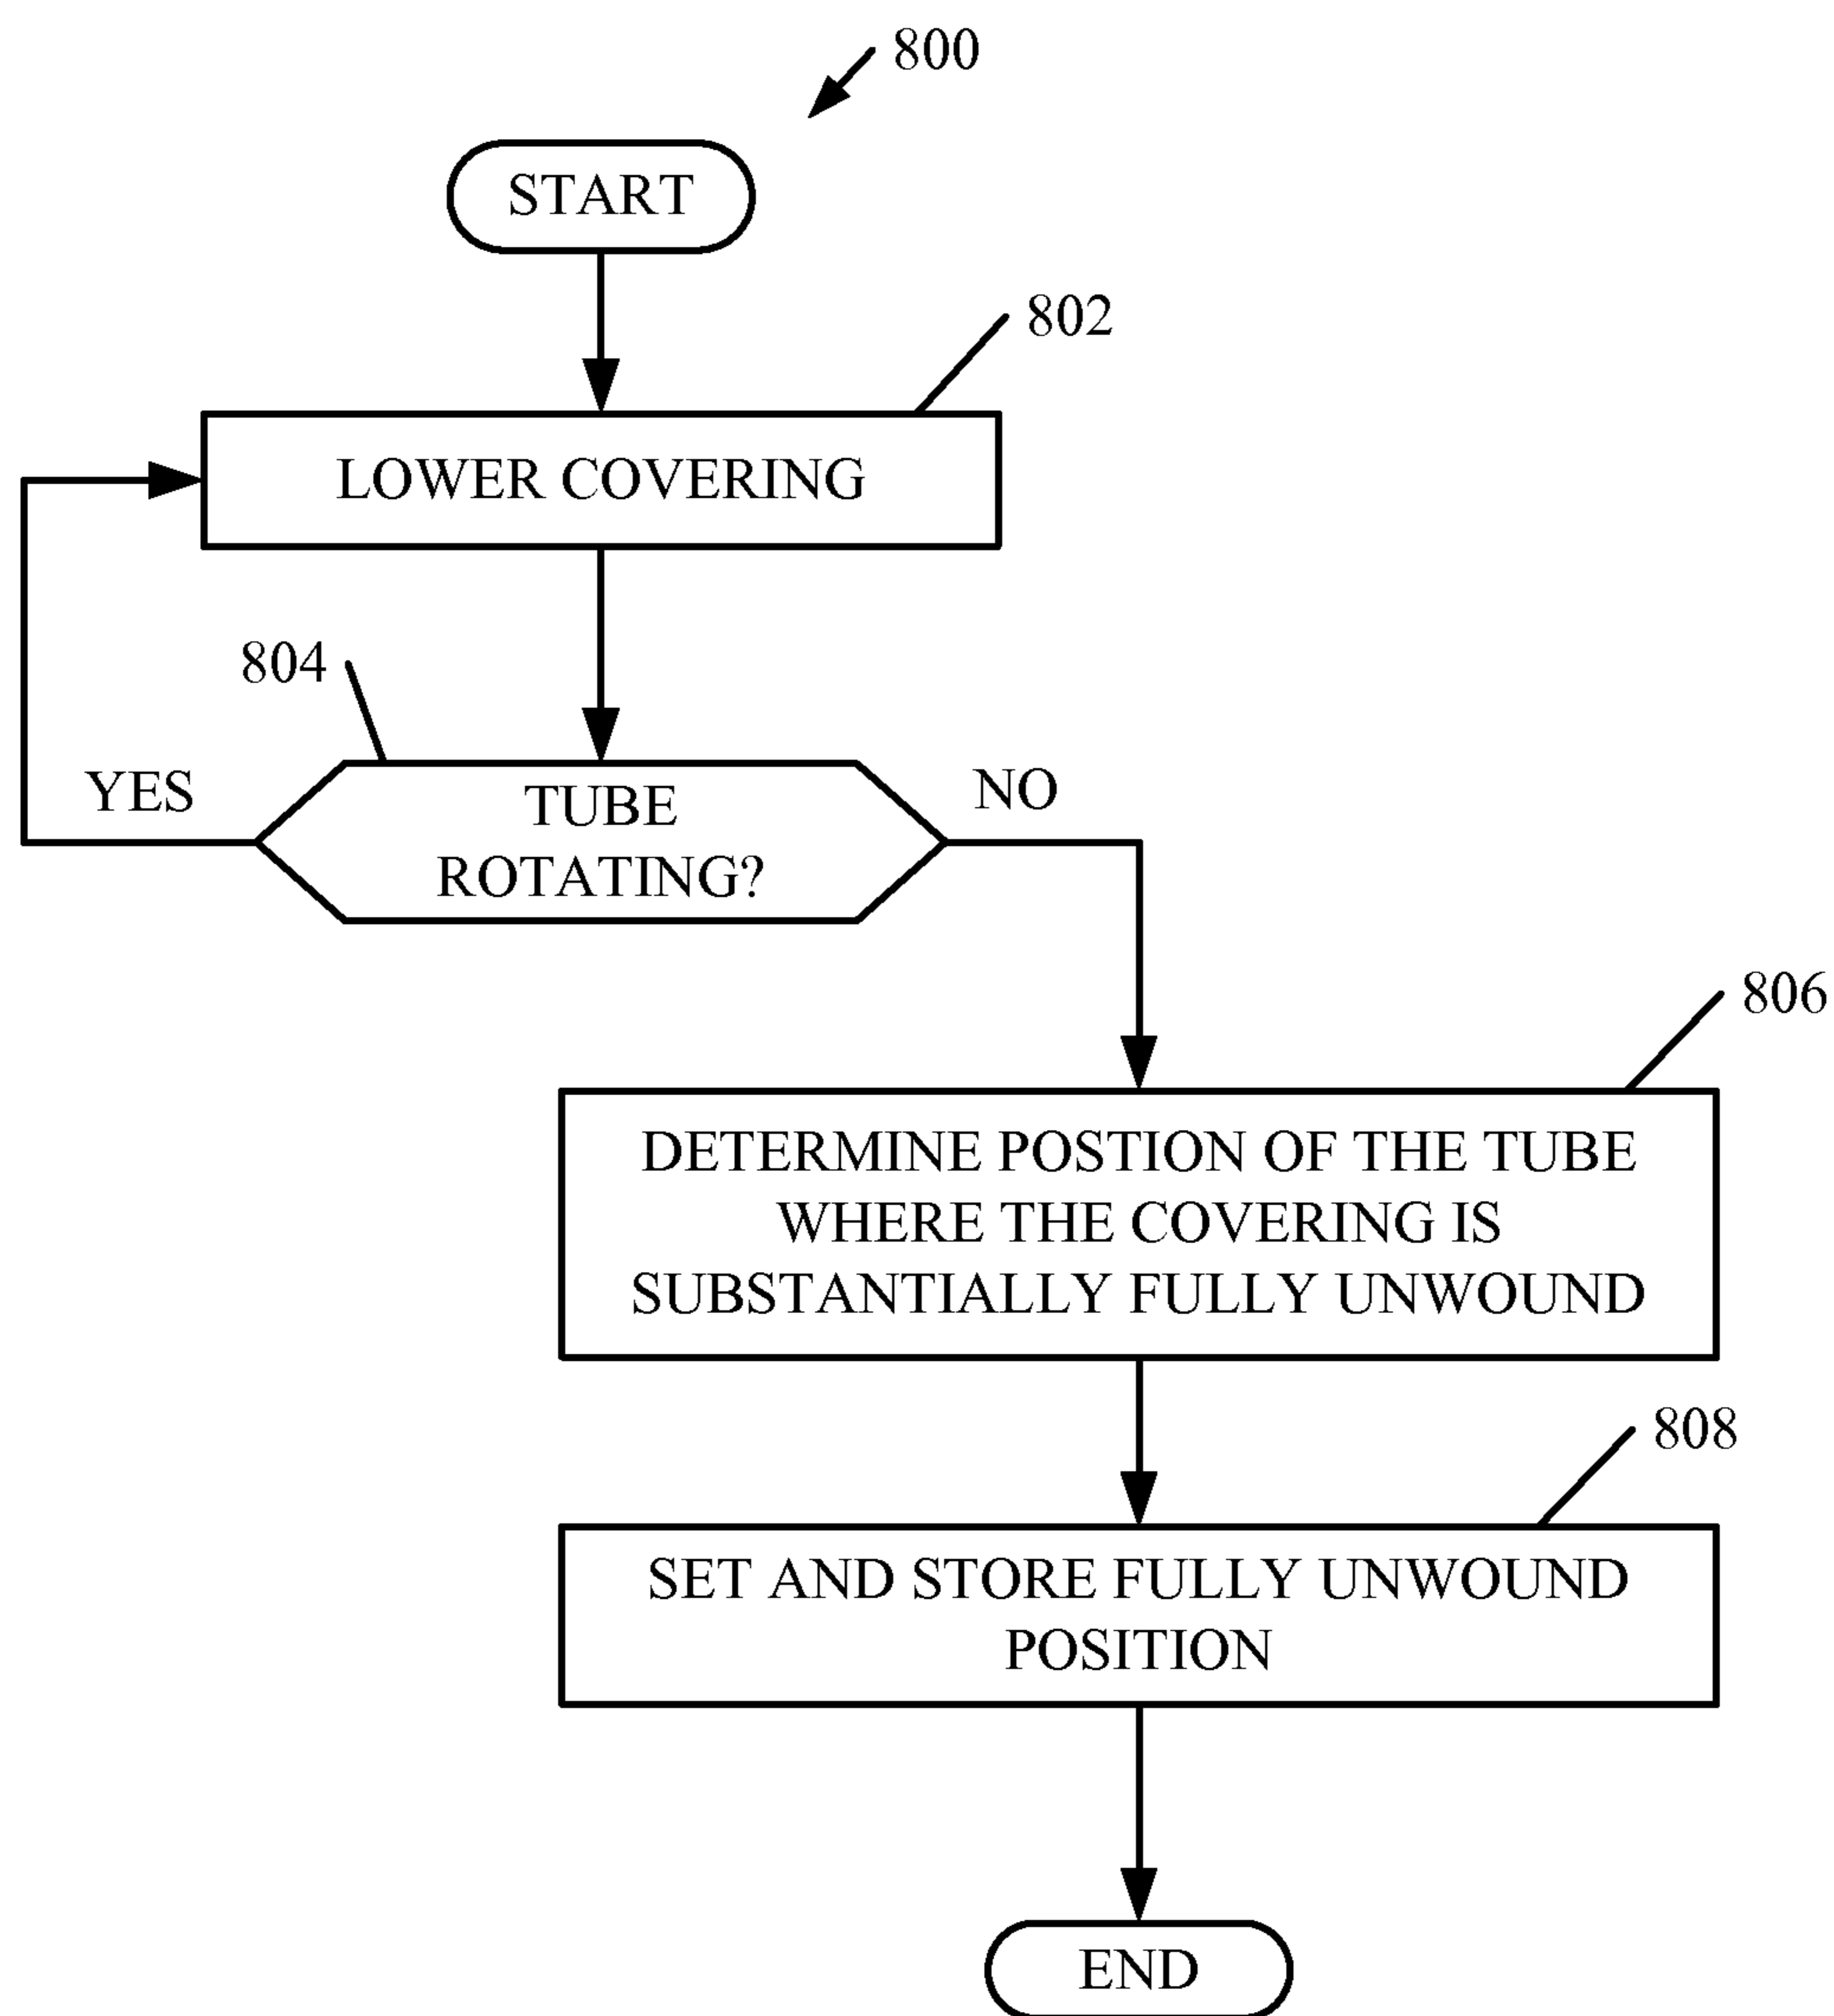 800
START
802
LOWER COVERING
804
YES
TUBE
ROTATING?
NO
806
DETERMINE POSTION OF THE TUBE
WHERE THE COVERING IS
SUBSTANTIALLY FULLY UNWOUND
808
SET AND STORE FULLY UNWOUND
POSITION
END